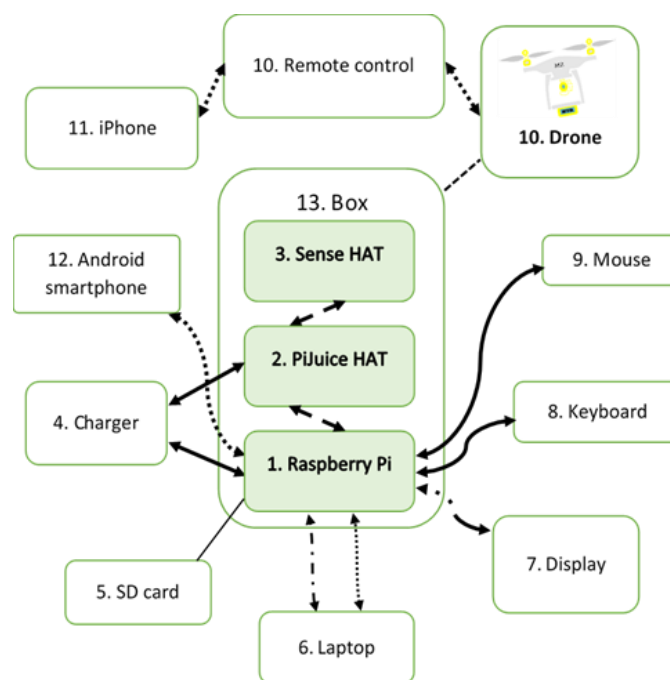 10. Remote control
11. iPhone
10. Drone
13. Box
3. Sense HAT
12. Android
smartphone
9. Mouse
2. PiJuice HAT
4. Charger
8. Keyboard
1. Raspberry Pi
5. SD card
7. Display
6. Laptop